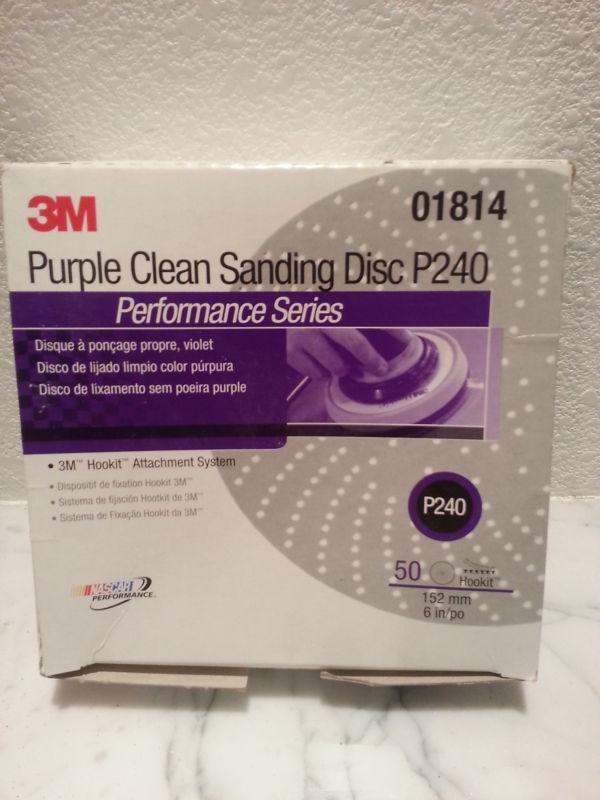 3M
01814
Purple Clean Sanding Disc P240
Performance Series
Disque à ponçage propre, violet
Disco de lijado limpio color púrpura
Disco de lixamento sem poeira purple
• 3M™ Hookit™ Attachment System
• Dispositif de fixation Hookit 3M™
• Sistema de fijación Hookit de 3M™
• Sistema de Fixação Hookit da 3M™
P240
50
Hookit™
152 mm
6 in/po
NASCAR
PERFORMANCE.